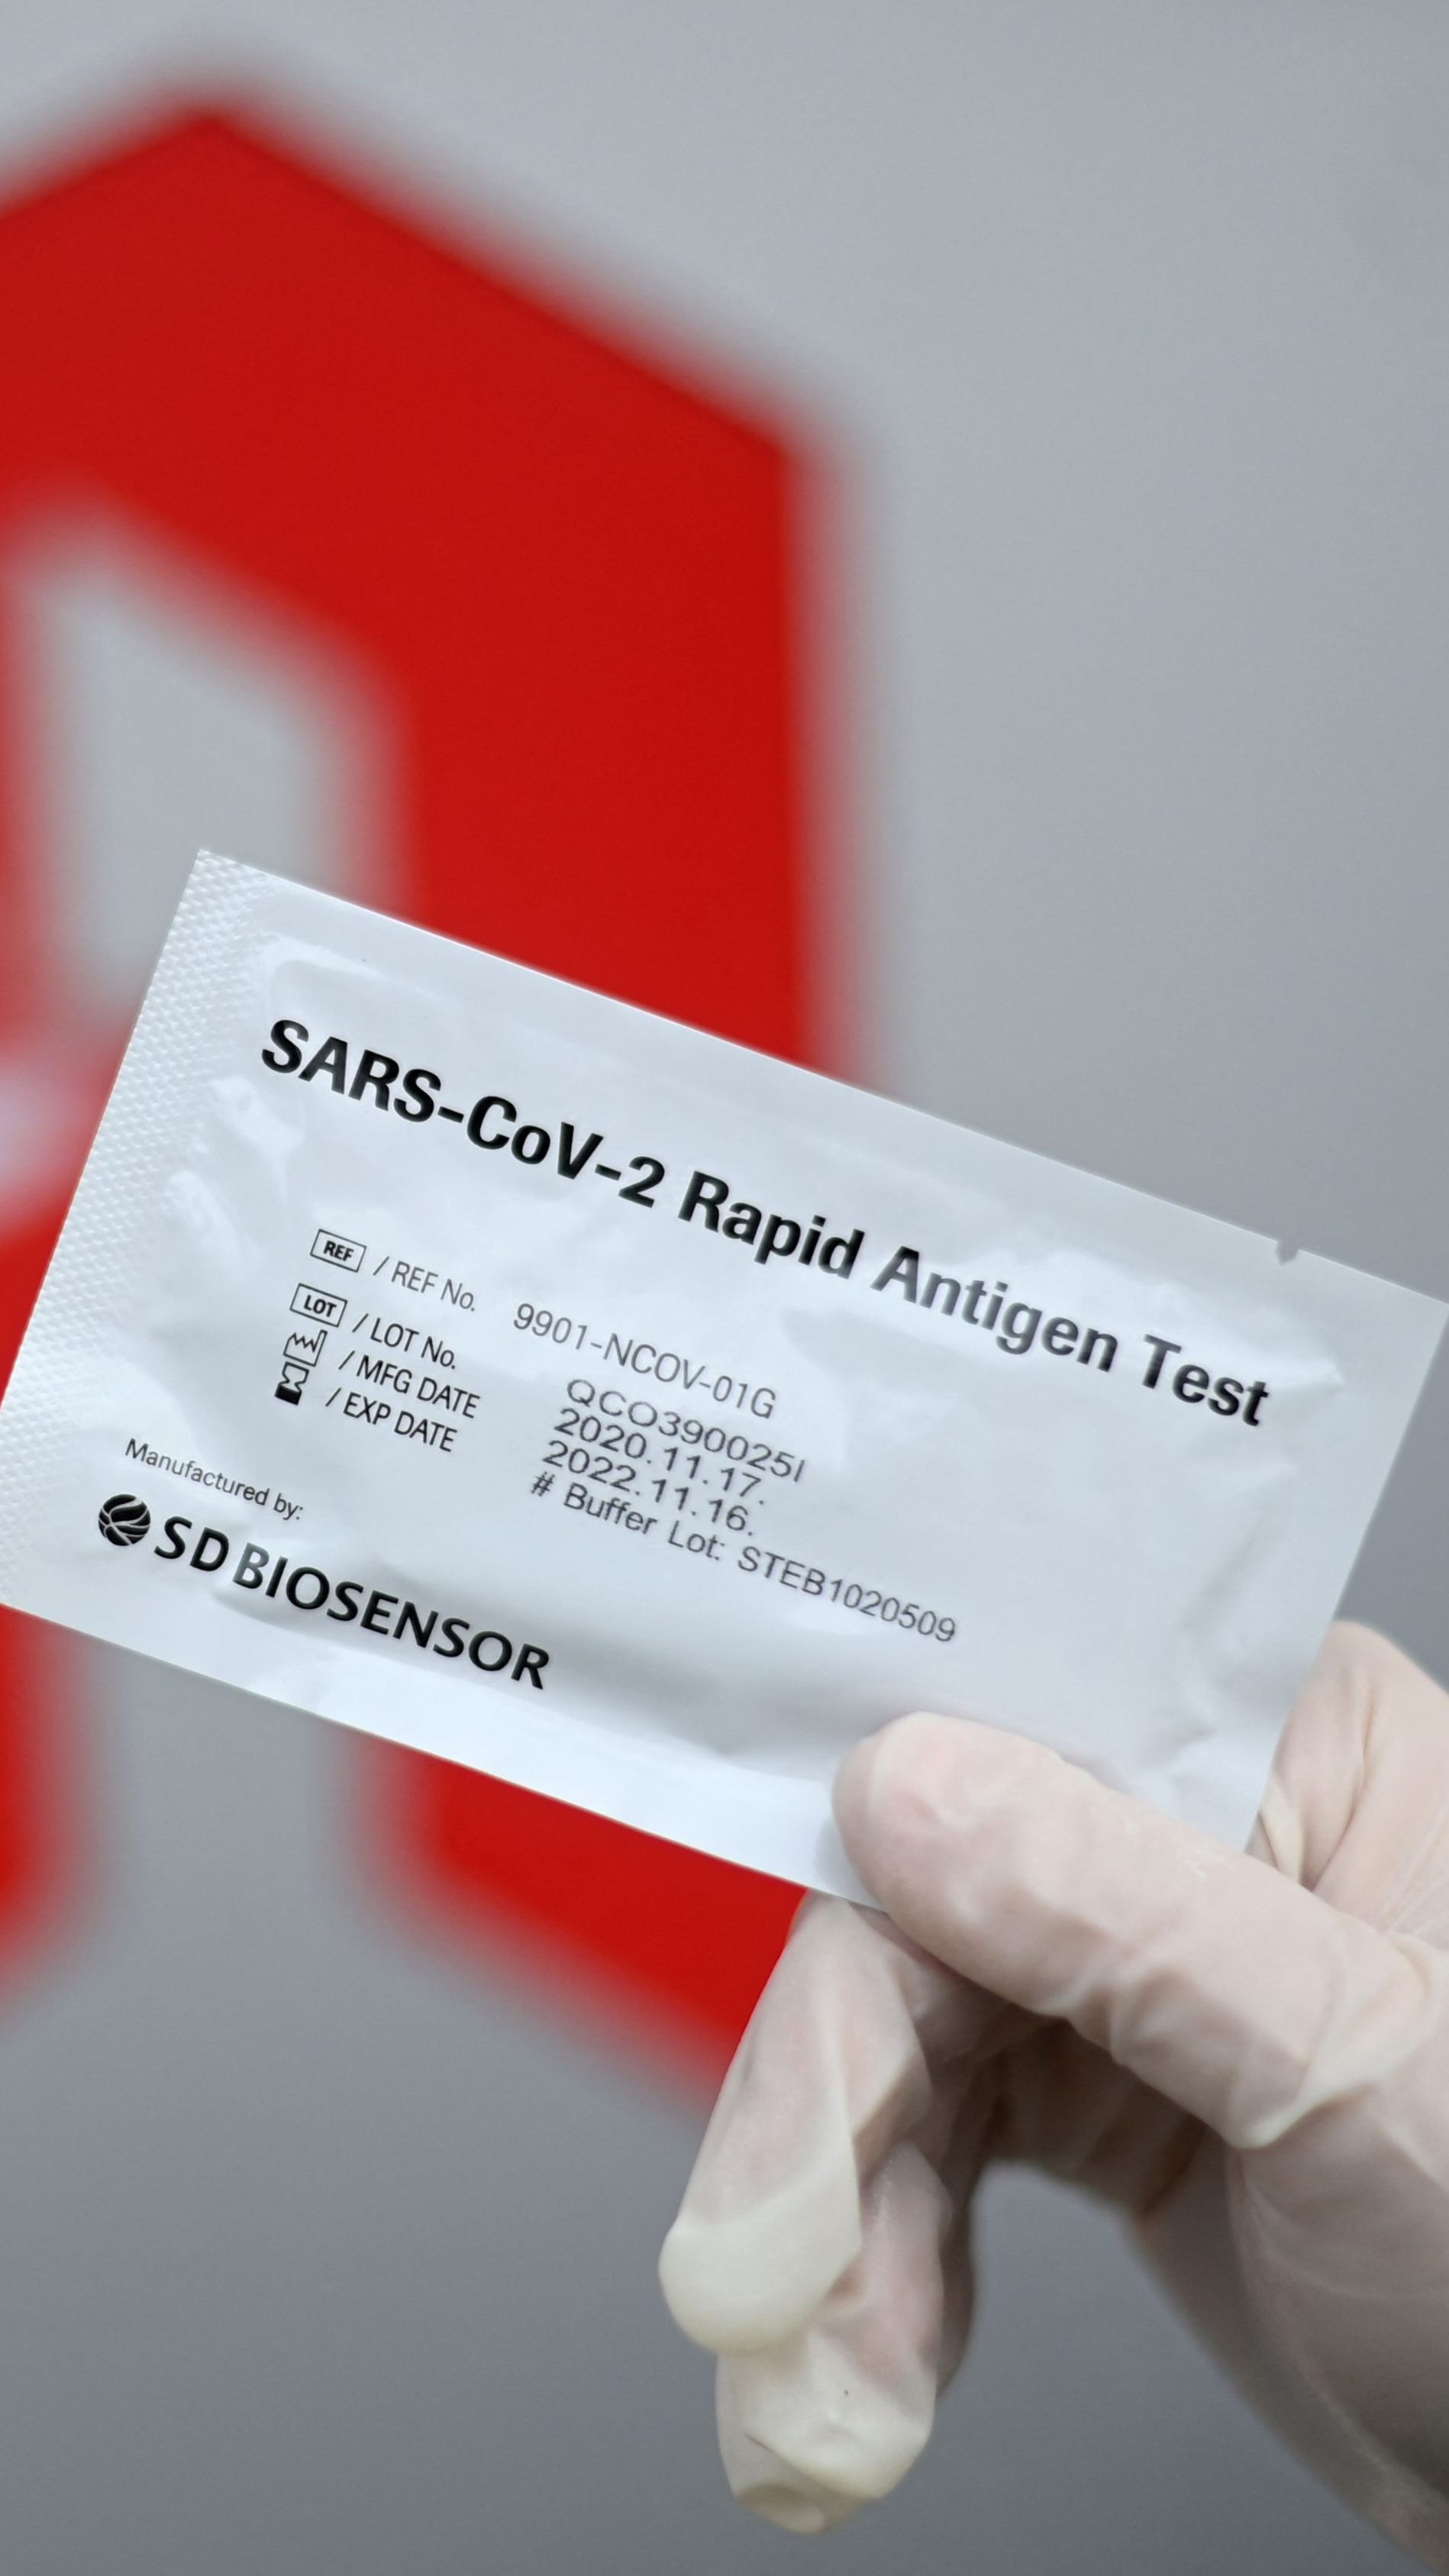 SARS-CoV-2 Rapid Antigen Test
REF / REF No. 9901-NCOV-01G
LOT / LOT No. QCO390025I
/ MFG DATE 2020.11.17.
/ EXP DATE 2022.11.16.
# Buffer Lot: STEB1020509
Manufactured by:
SD BIOSENSOR